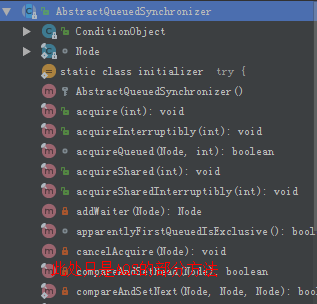 AbstractQueuedSynchronizer
ConditionObject
Node
static class initializer try {
AbstractQueuedSynchronizer()
acquire(int): void
acquireInterruptibly(int): void
acquireQueued(Node, int): boolean
acquireShared(int): void
acquireSharedInterruptibly(int): void
addWaiter(Node): Node
apparentlyFirstQueuedIsExclusive(): bool
cancelAcquire(Node): void
compareAndSetHead(Node): boolean
compareAndSetNext(Node, Node, Node): bool